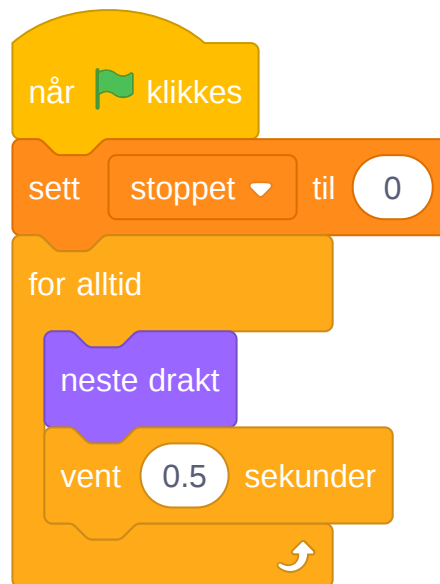 når klikkes
sett stoppet til 0
for alltid
neste drakt
vent 0.5 sekunder